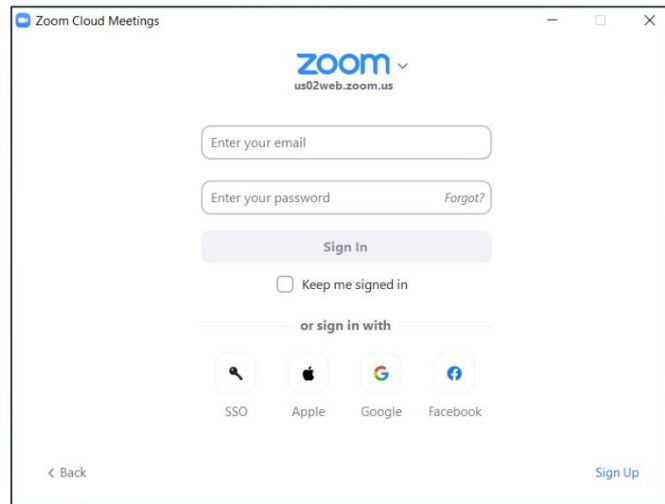 Zoom Cloud Meetings
zoom
us02web.zoom.us
Enter your email
Enter your password Forgot?
Sign In
Keep me signed in
or sign in with
SSO Apple Google Facebook
< Back Sign Up